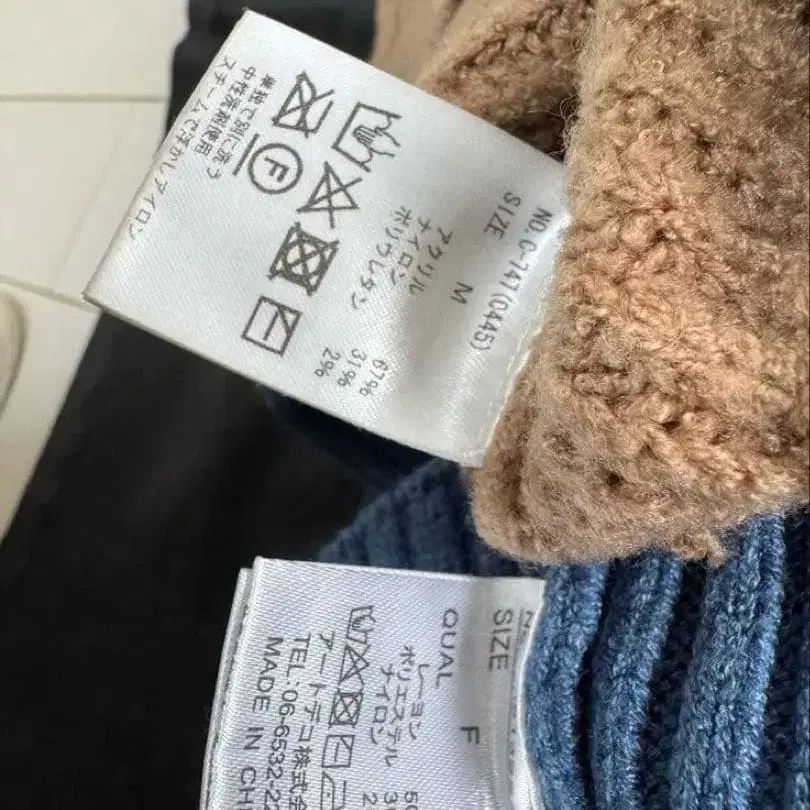 NO.C-147(0445)
SIZE M
アクリル 67%
ナイロン 31%
ポリウレタン 2%
F
単独で別に洗う
中性洗剤使用
スチームで浮かしアイロン
SIZE F
QUAL
レーヨン
ポリエステル
ナイロン
アートデコ株式会
TEL:06-6532-22
MADE IN CH